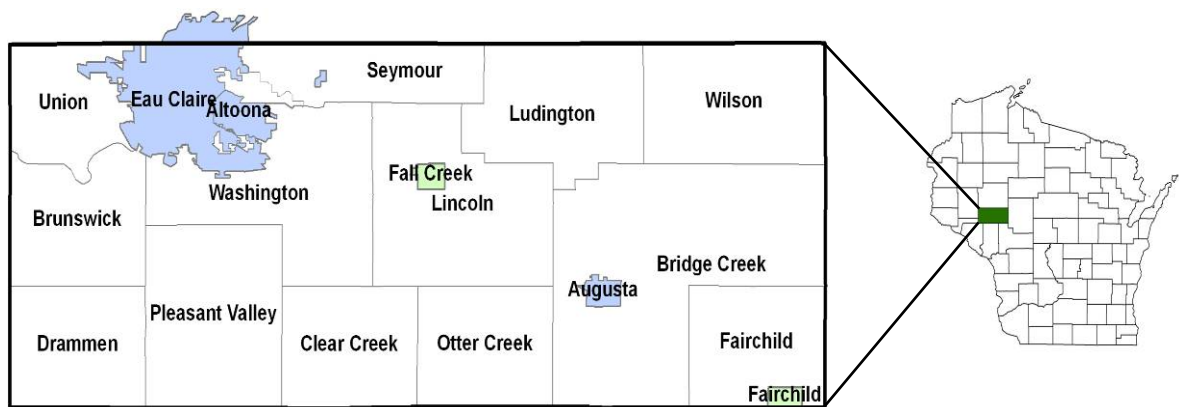 Seymour
Union
Eau Claire
Altoona
Ludington
Wilson
Fall Creek
Washington
Lincoln
Brunswick
Bridge Creek
Augusta
Pleasant Valley
Drammen
Clear Creek
Otter Creek
Fairchild
Fairchild